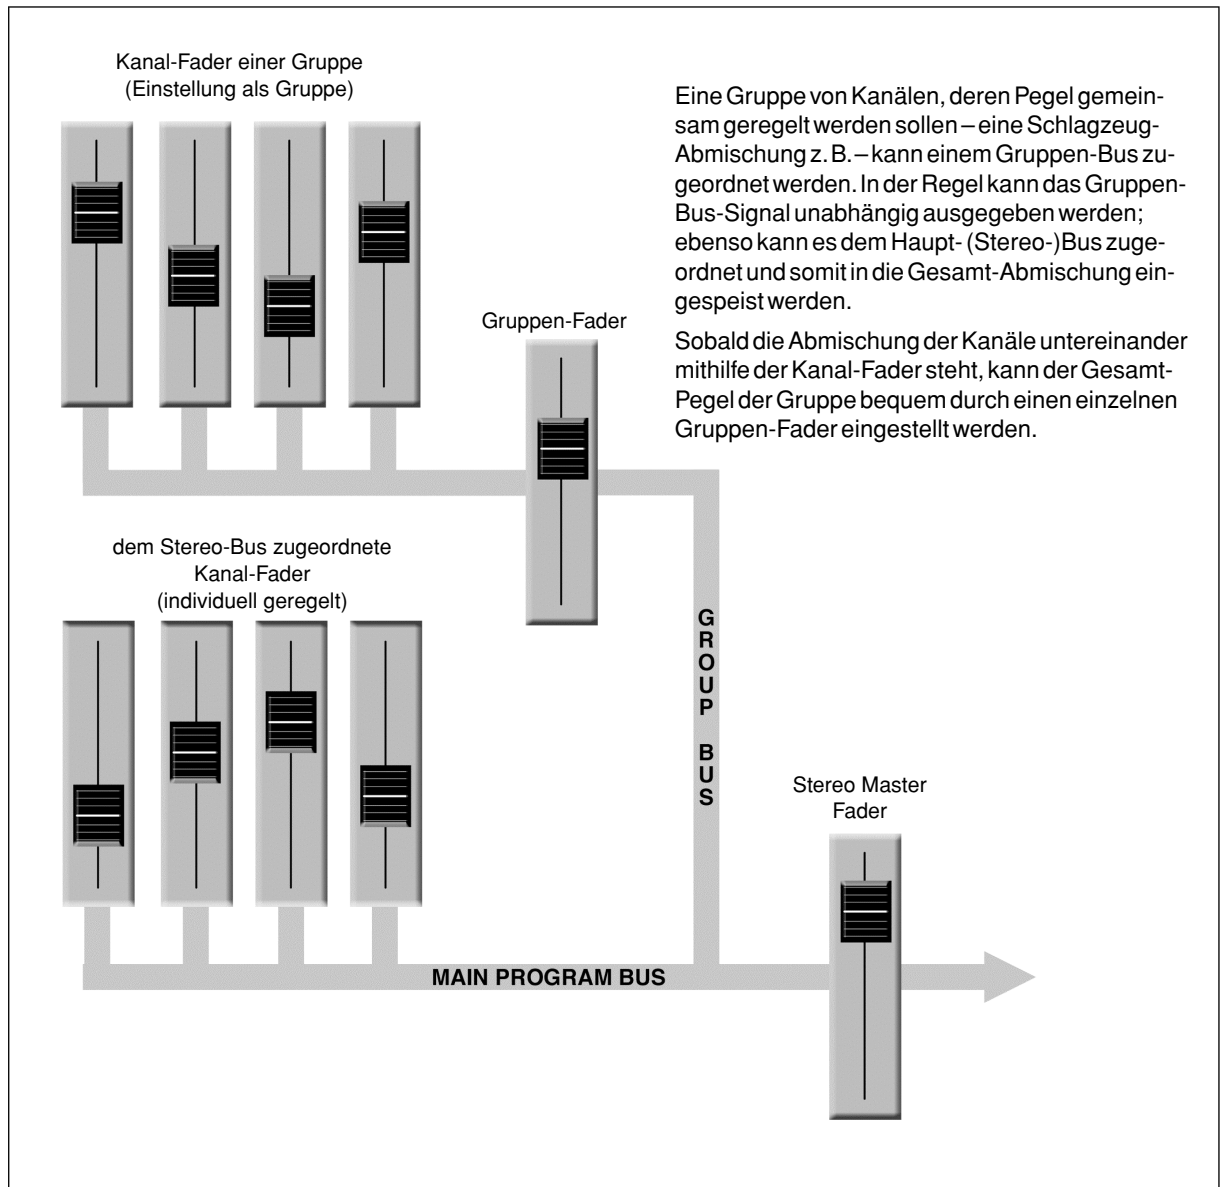 Kanal-Fader einer Gruppe
(Einstellung als Gruppe)
Eine Gruppe von Kanälen, deren Pegel gemein-
sam geregelt werden sollen – eine Schlagzeug-
Abmischung z. B. – kann einem Gruppen-Bus zu-
geordnet werden. In der Regel kann das Gruppen-
Bus-Signal unabhängig ausgegeben werden;
ebenso kann es dem Haupt- (Stereo-)Bus zuge-
ordnet und somit in die Gesamt-Abmischung ein-
gespeist werden.
Sobald die Abmischung der Kanäle untereinander
mithilfe der Kanal-Fader steht, kann der Gesamt-
Pegel der Gruppe bequem durch einen einzelnen
Gruppen-Fader eingestellt werden.
Gruppen-Fader
dem Stereo-Bus zugeordnete
Kanal-Fader
(individuell geregelt)
GROUP BUS
Stereo Master
Fader
MAIN PROGRAM BUS